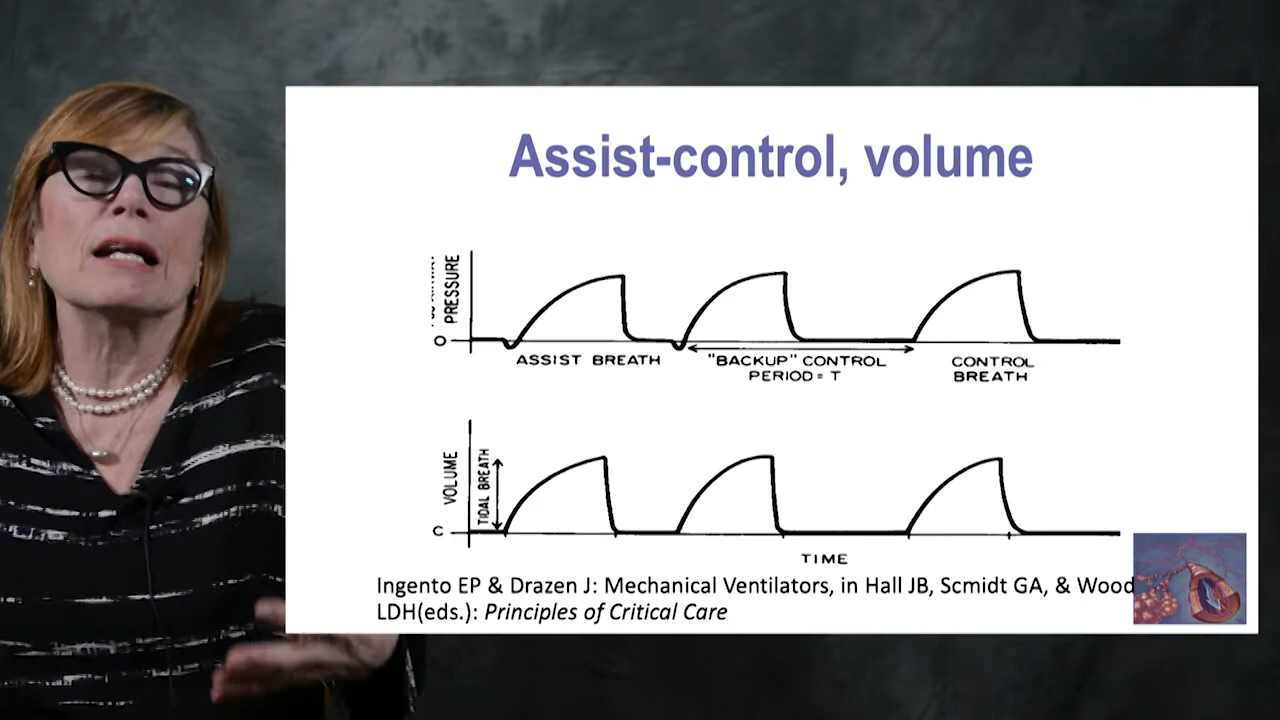 Assist-control, volume
PRESSURE
O
ASSIST BREATH
"BACKUP" CONTROL
PERIOD = T
CONTROL
BREATH
VOLUME
TIDAL BREATH
C
TIME
Ingento EP & Drazen J: Mechanical Ventilators, in Hall JB, Scmidt GA, & Wood
LDH(eds.): Principles of Critical Care